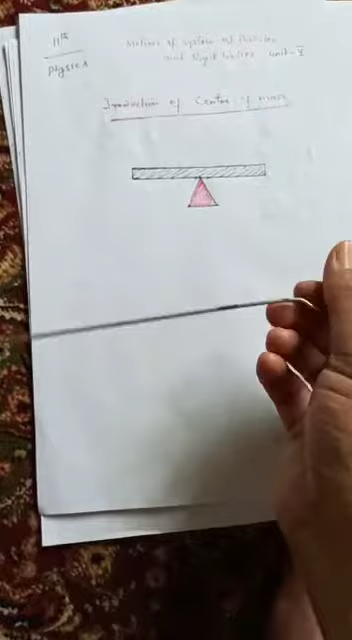 11th
Physics
Motion of system of Particles
and Rigid bodies unit-V
Introduction of Centre of mass